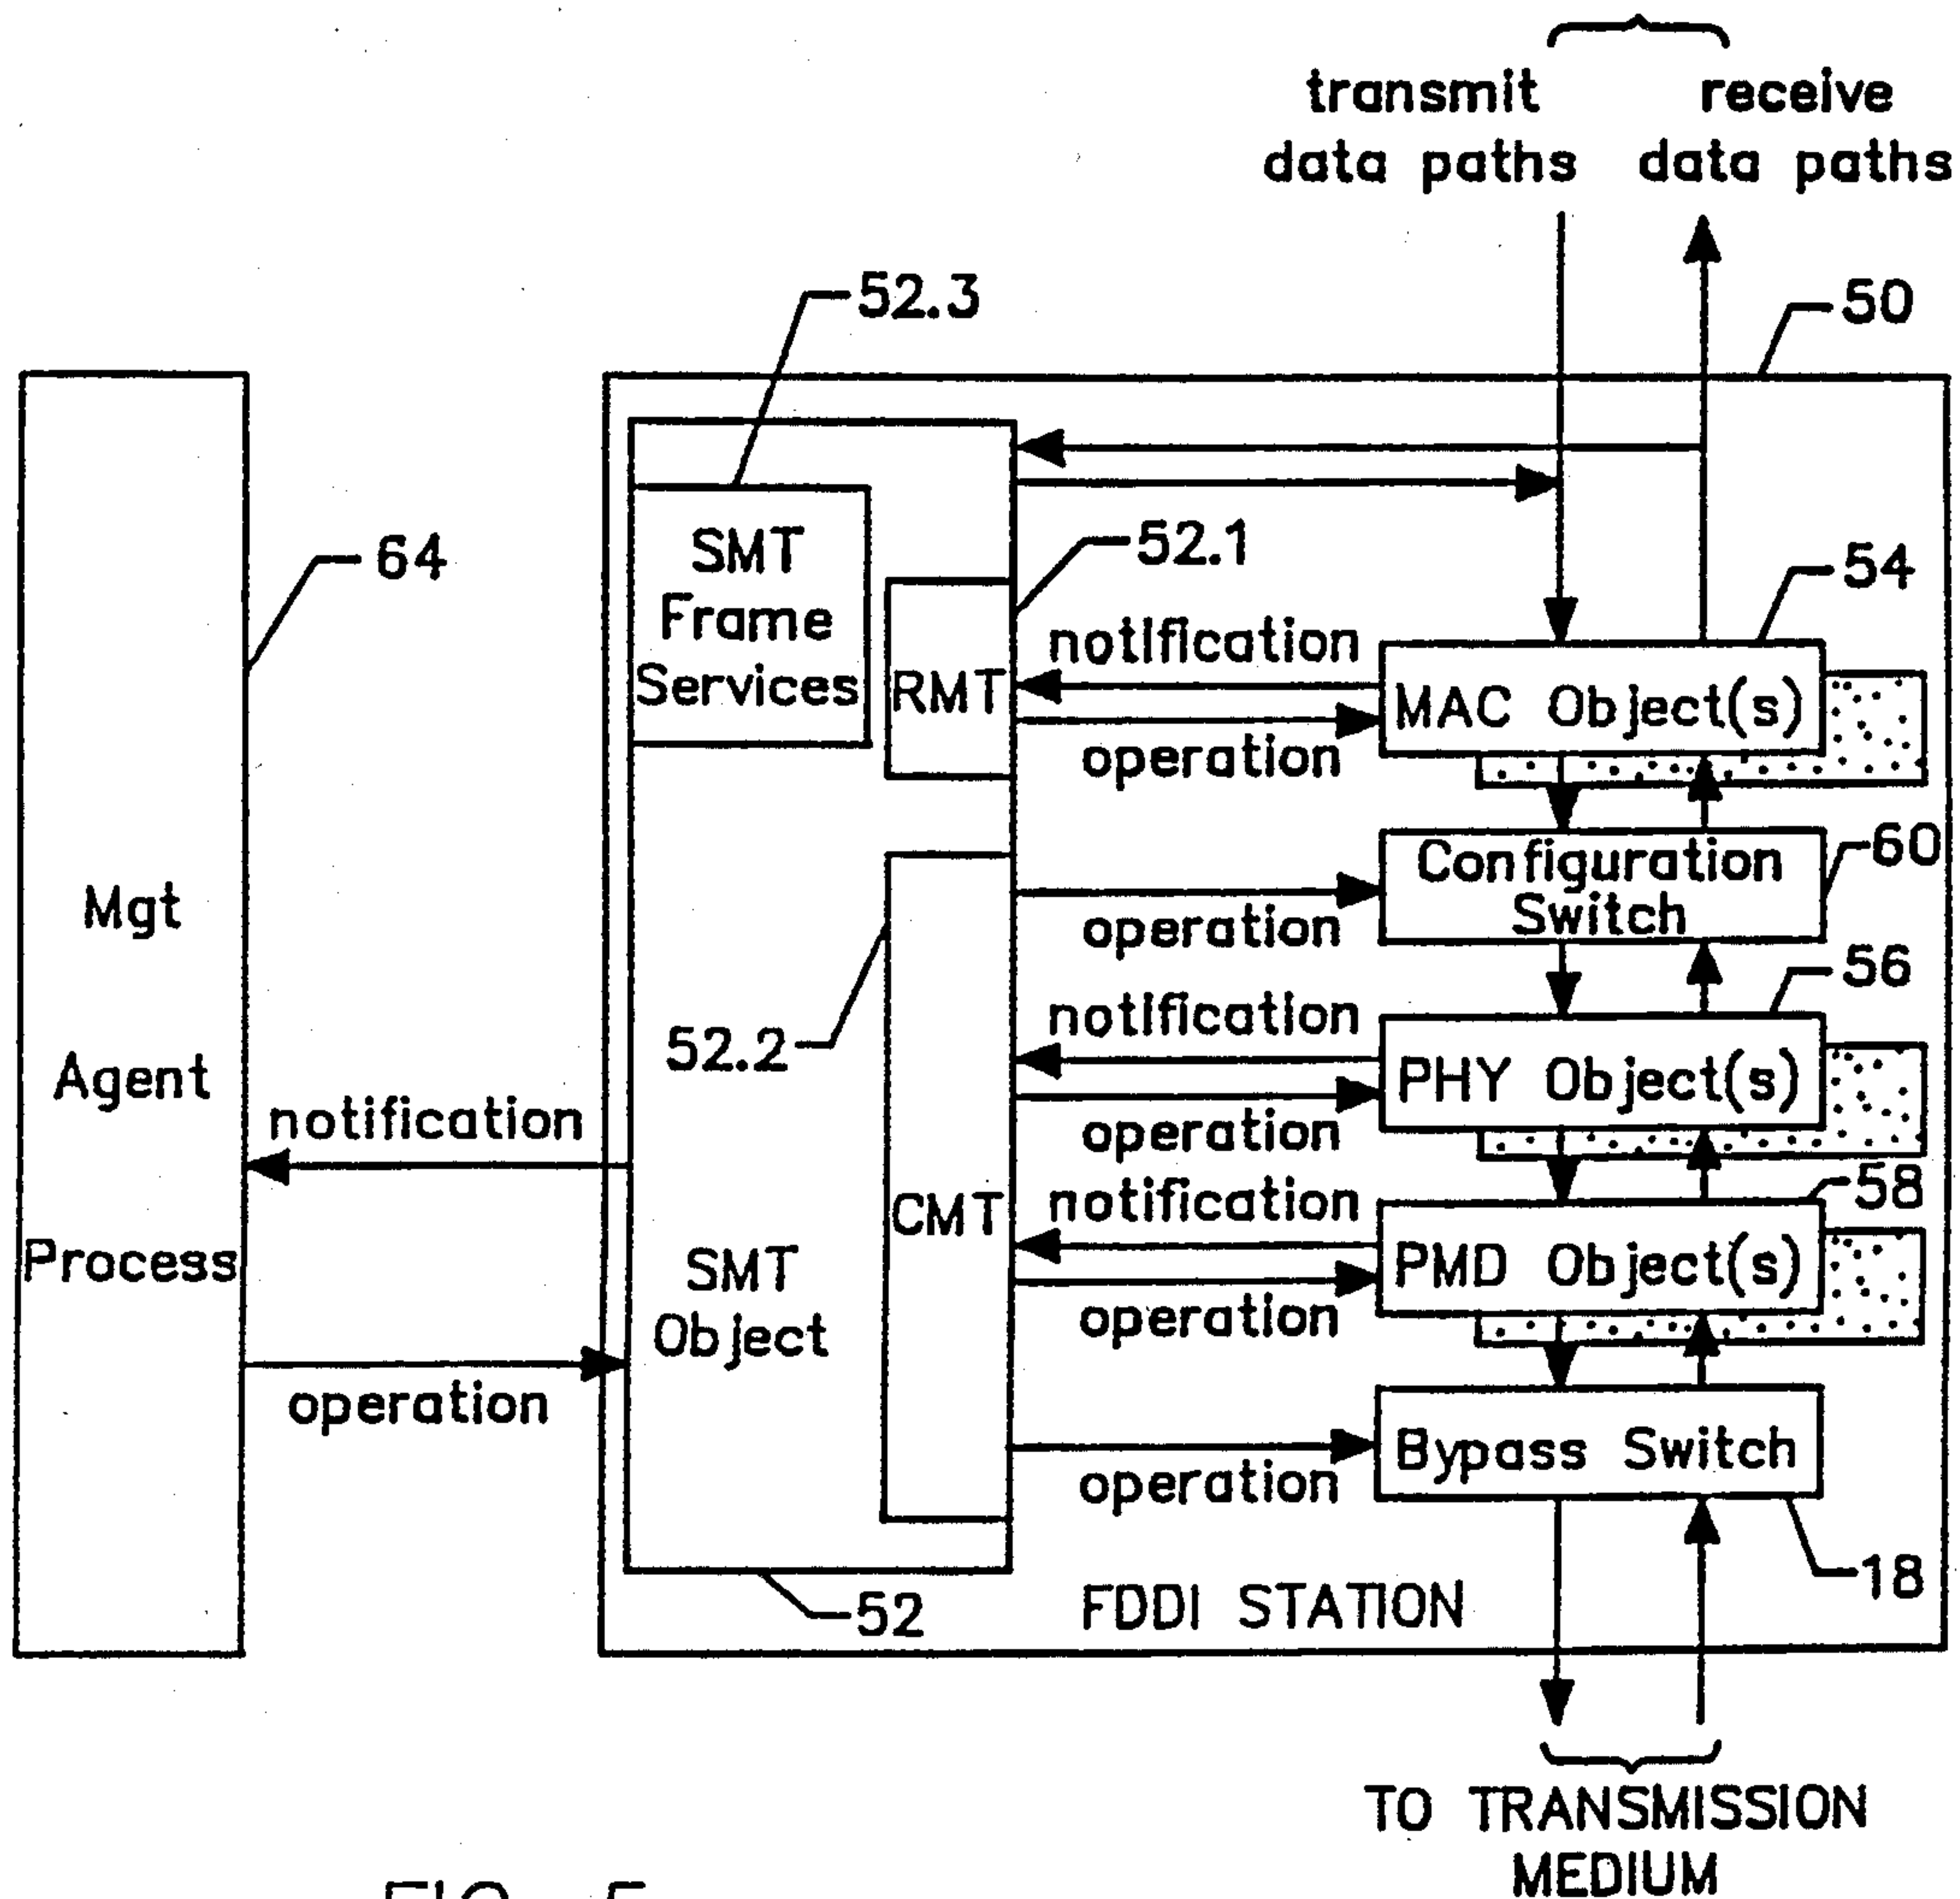 transmit
data paths
receive
data paths
52.3
50
64
SMT
Frame
Services
52.1
RMT
notification
operation
54
MAC Object(s)
Configuration
Switch
60
operation
52.2
notification
operation
56
PHY Object(s)
Mgt
Agent
Process
notification
operation
SMT
Object
CMT
notification
operation
58
PMD Object(s)
operation
Bypass Switch
18
52
FDDI STATION
TO TRANSMISSION
MEDIUM